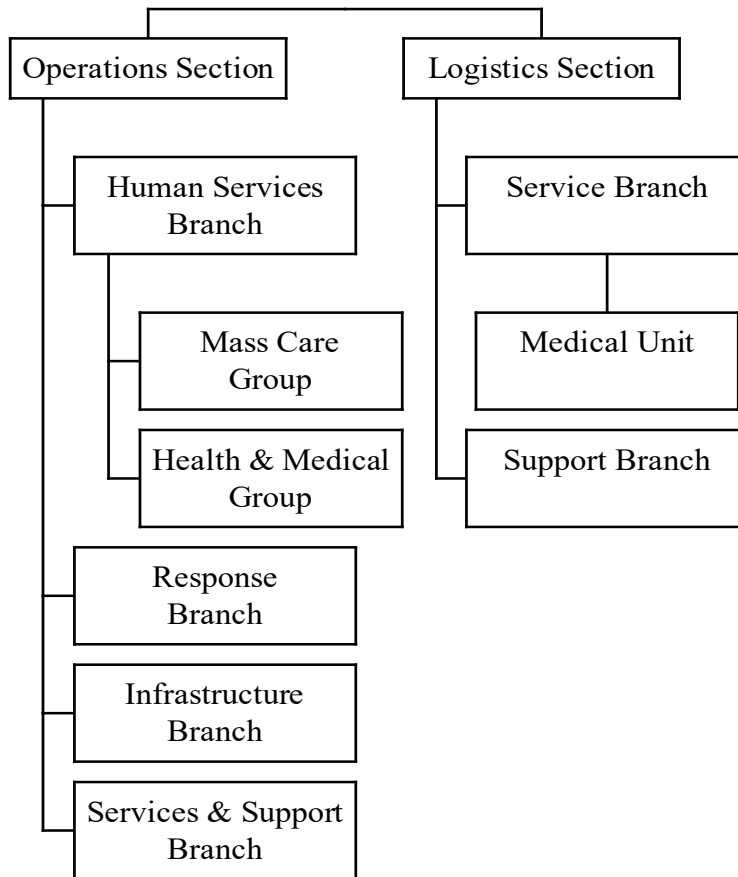 Operations Section
Logistics Section
Human Services
Branch
Service Branch
Mass Care
Group
Medical Unit
Health & Medical
Group
Support Branch
Response
Branch
Infrastructure
Branch
Services & Support
Branch